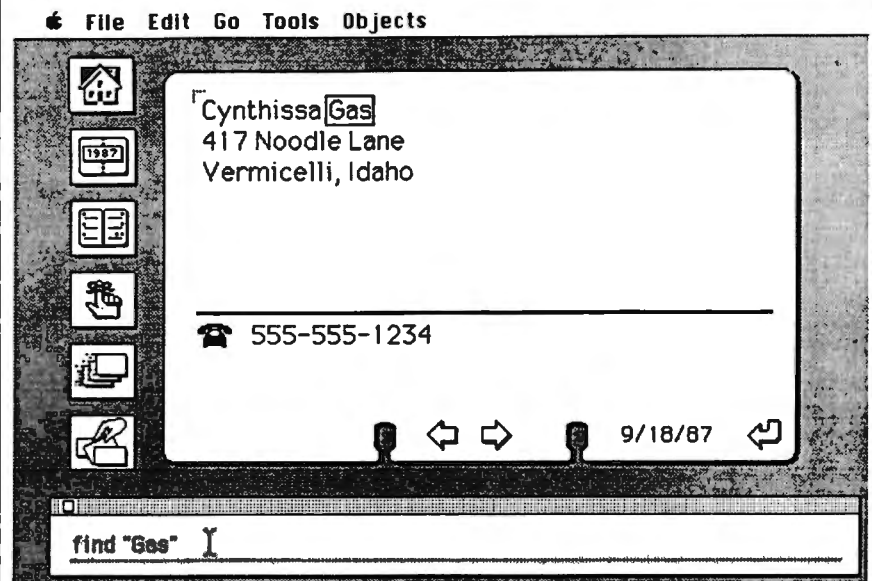 File Edit Go Tools Objects
1987
Cynthissa Gas
417 Noodle Lane
Vermicelli, Idaho
555-555-1234
9/18/87
find "Gas"